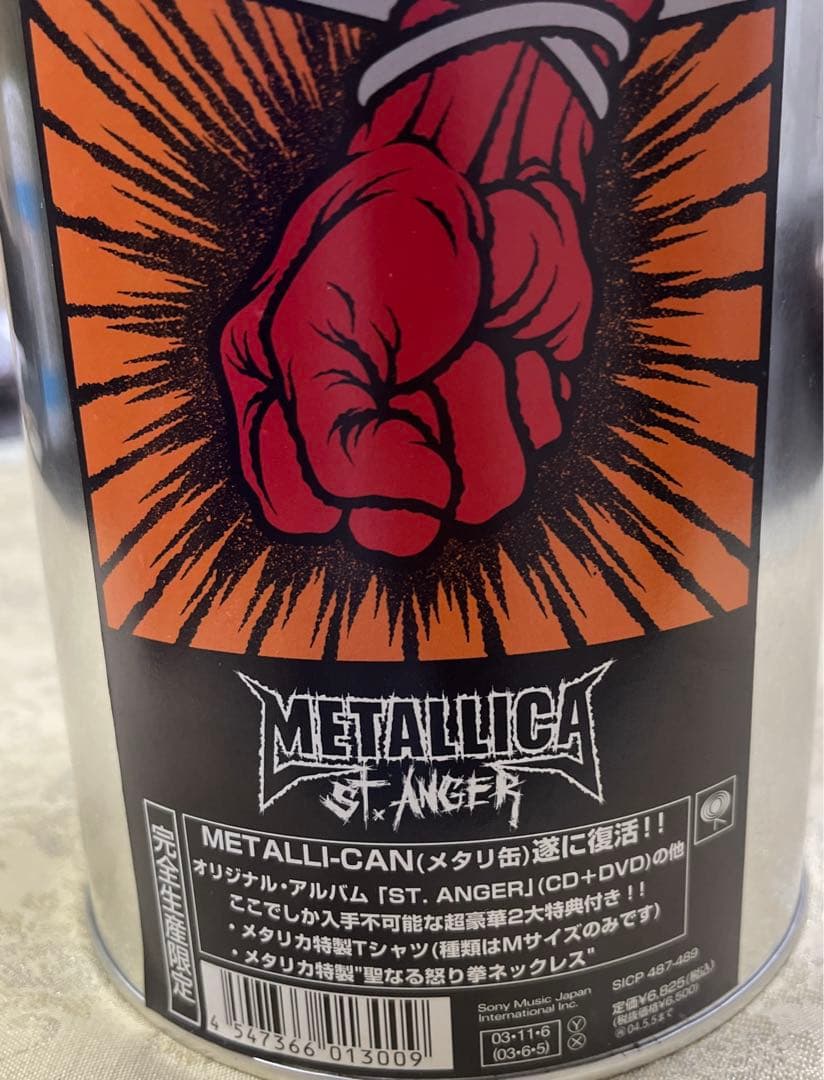 METALLICA
ST. ANGER
完全生産限定
METALLI-CAN(メタリ缶)遂に復活!!
オリジナル・アルバム「ST. ANGER」(CD+DVD)の他
ここでしか入手不可能な超豪華2大特典付き!!
・メタリカ特製Tシャツ(種類はMサイズのみです)
・メタリカ特製"聖なる怒り拳ネックレス"
4 547366 013009
Sony Music Japan
International Inc.
03・11・6
(03・6・5)
Y
X
SICP 487-489
定価¥6,825(税込)
(税抜価格¥6,500)
'04.5.5まで